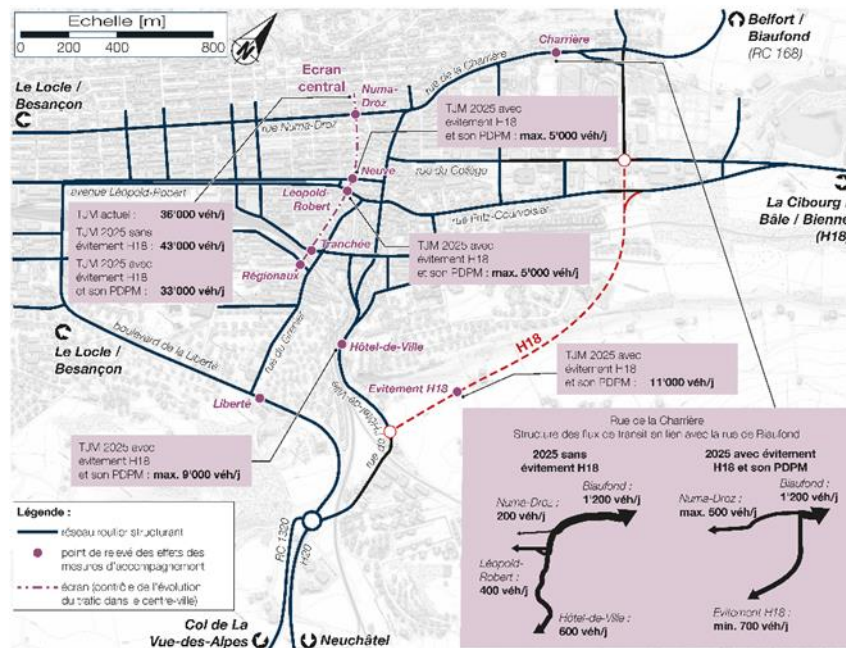 Echelle [m]
0 200 400 800
N
Belfort /
Biaufond
(RC 168)
Charrière
Le Locle /
Besançon
Ecran
central
Numa-
Droz
rue de la Charrière
rue Numa-Droz
TJM 2025 avec
évitement H18
et son PDPM : max. 5'000 véh/j
Neuve
rue du Collège
avenue Léopold-Robert
Léopold-
Robert
rue Fritz-Courvoisier
La Cibourg /
Bâle / Bienne
(H18)
TJM actuel : 36'000 véh/j
TJM 2025 sans
évitement H18 : 43'000 véh/j
TJM 2025 avec
évitement H18
et son PDPM : 33'000 véh/j
Tranchée
Régionaux
TJM 2025 avec
évitement H18
et son PDPM : max. 5'000 véh/j
Le Locle /
Besançon
boulevard de la Liberté
rue du Grenier
Hôtel-de-Ville
H18
TJM 2025 avec
évitement H18
et son PDPM : 11'000 véh/j
Evitement H18
Liberté
rue de l'Hôtel-de-Ville
TJM 2025 avec
évitement H18
et son PDPM : max. 9'000 véh/j
Rue de la Charrière
Structure des flux de transit en lien avec la rue de Biaufond
2025 sans
évitement H18
2025 avec évitement
H18 et son PDPM
Biaufond :
1'200 véh/j
Numa-Droz :
200 véh/j
Léopold-
Robert :
400 véh/j
Hôtel-de-Ville :
600 véh/j
Biaufond :
1'200 véh/j
Numa-Droz :
max. 500 véh/j
Evitement H18 :
min. 700 véh/j
Légende :
réseau routier structurant
point de relevé des effets des
mesures d'accompagnement
écran (contrôle de l'évolution
du trafic dans le centre-ville)
RC 1320
H20
Col de La
Vue-des-Alpes
Neuchâtel